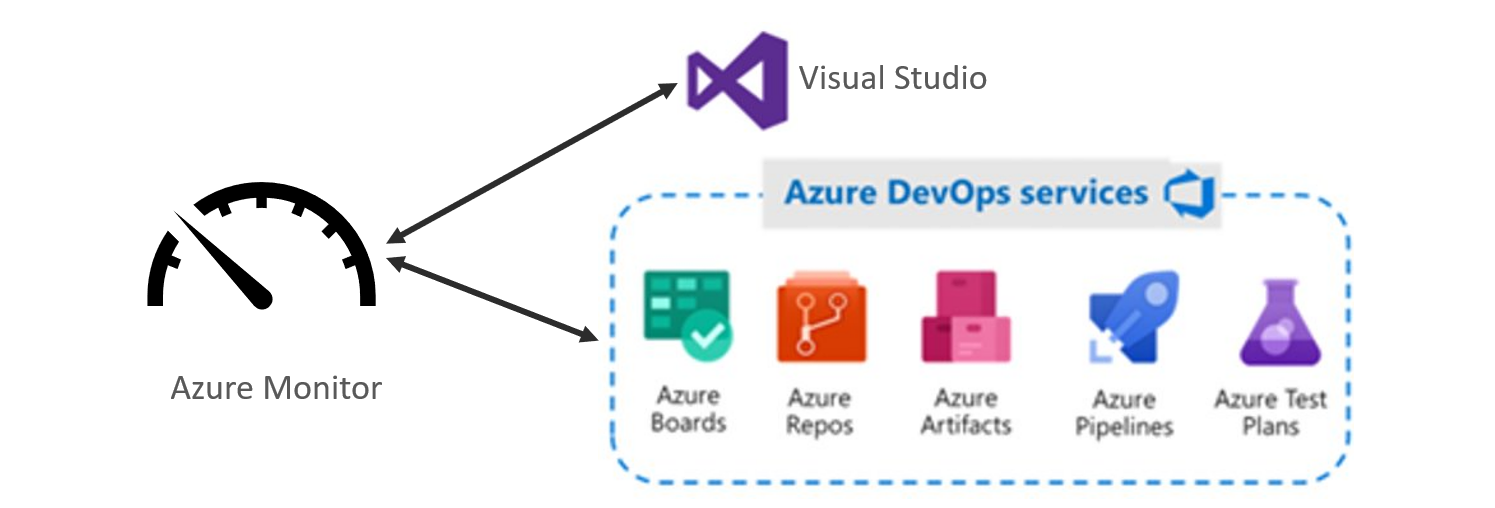 Visual Studio
Azure DevOps services
Azure Monitor
Azure
Boards
Azure
Repos
Azure
Artifacts
Azure
Pipelines
Azure Test
Plans